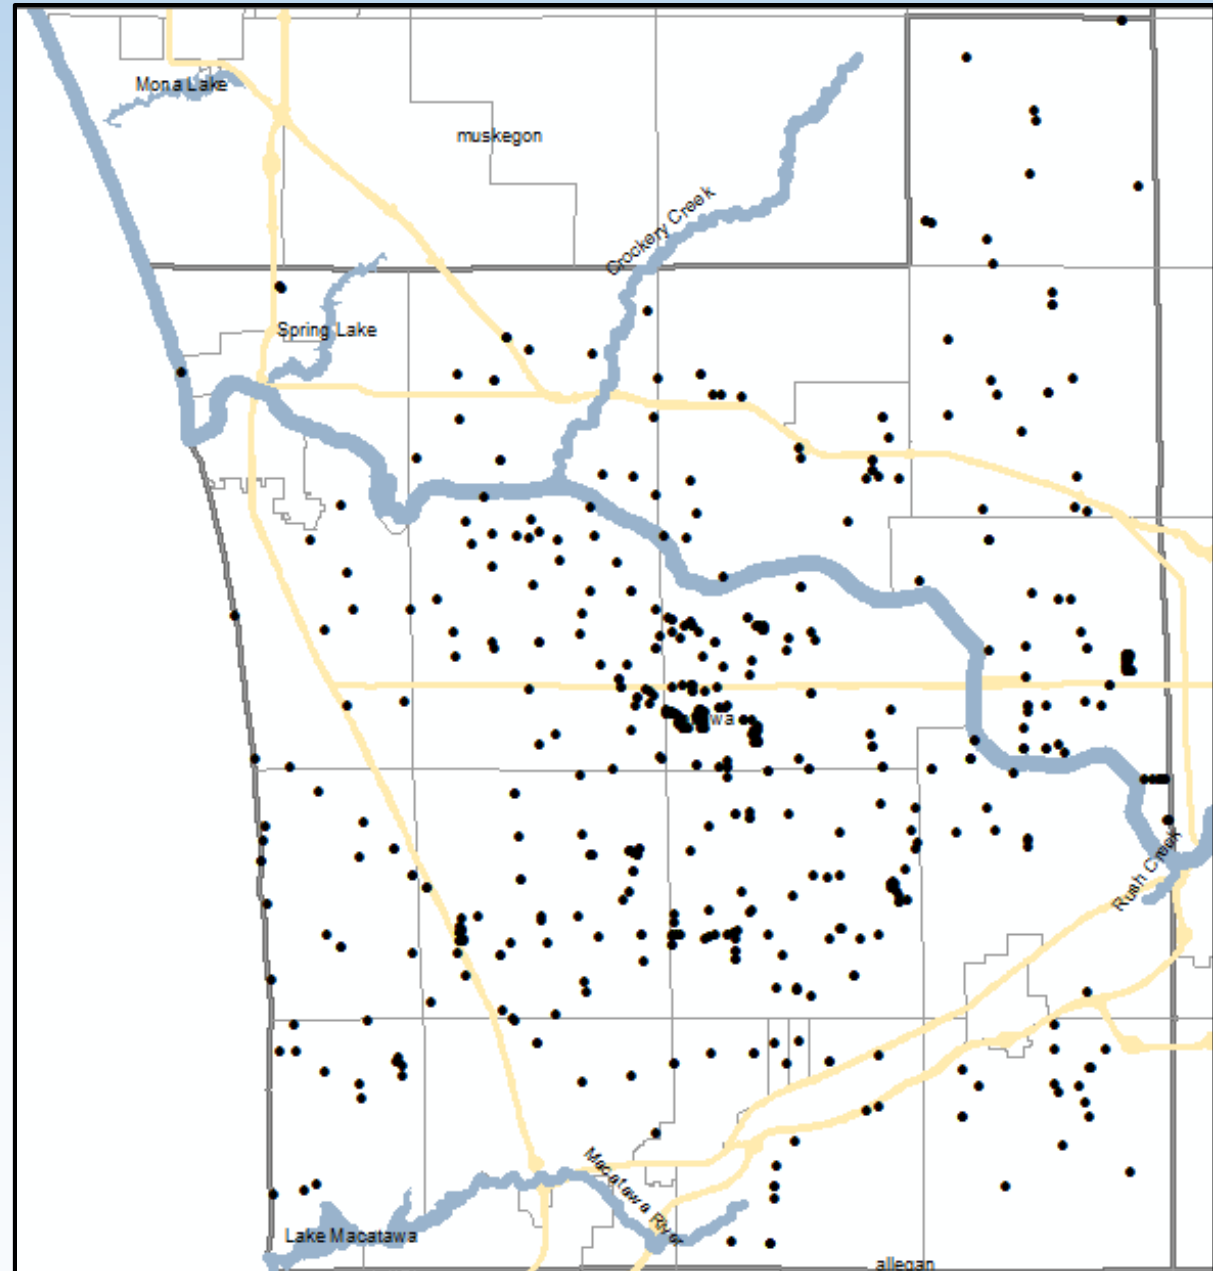 Mona Lake
muskegon
Crockery Creek
Spring Lake
Rush Creek
Macatawa River
Lake Macatawa
allegan